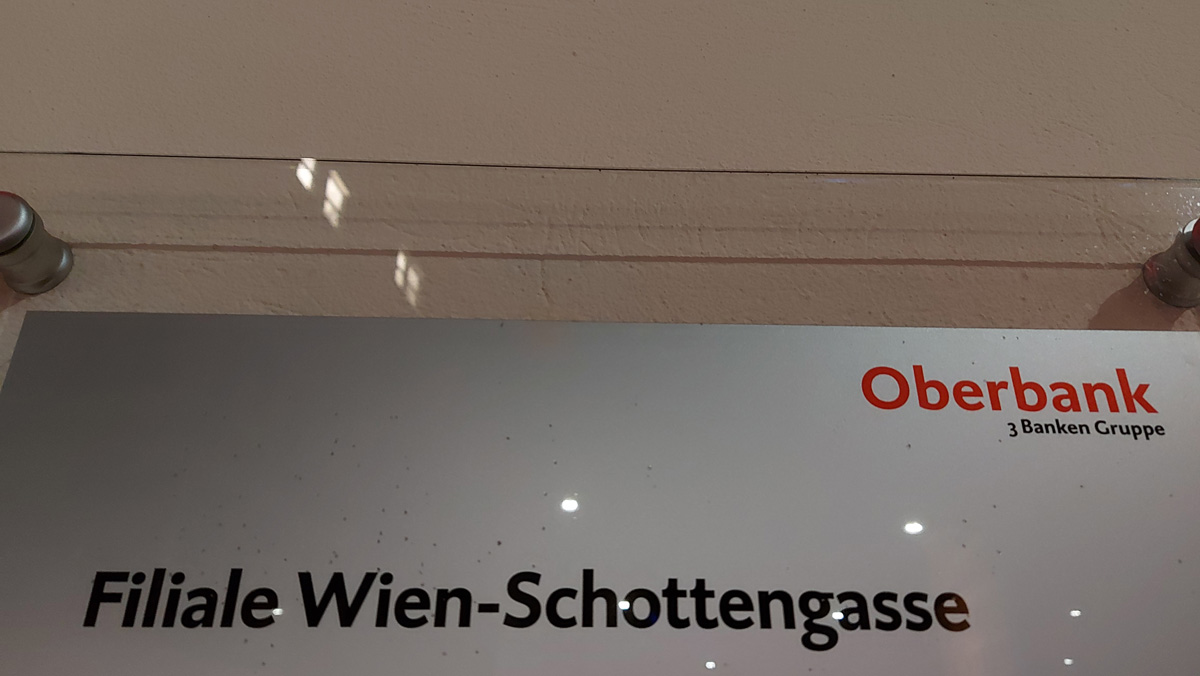 Oberbank
3 Banken Gruppe
Filiale Wien-Schottengasse